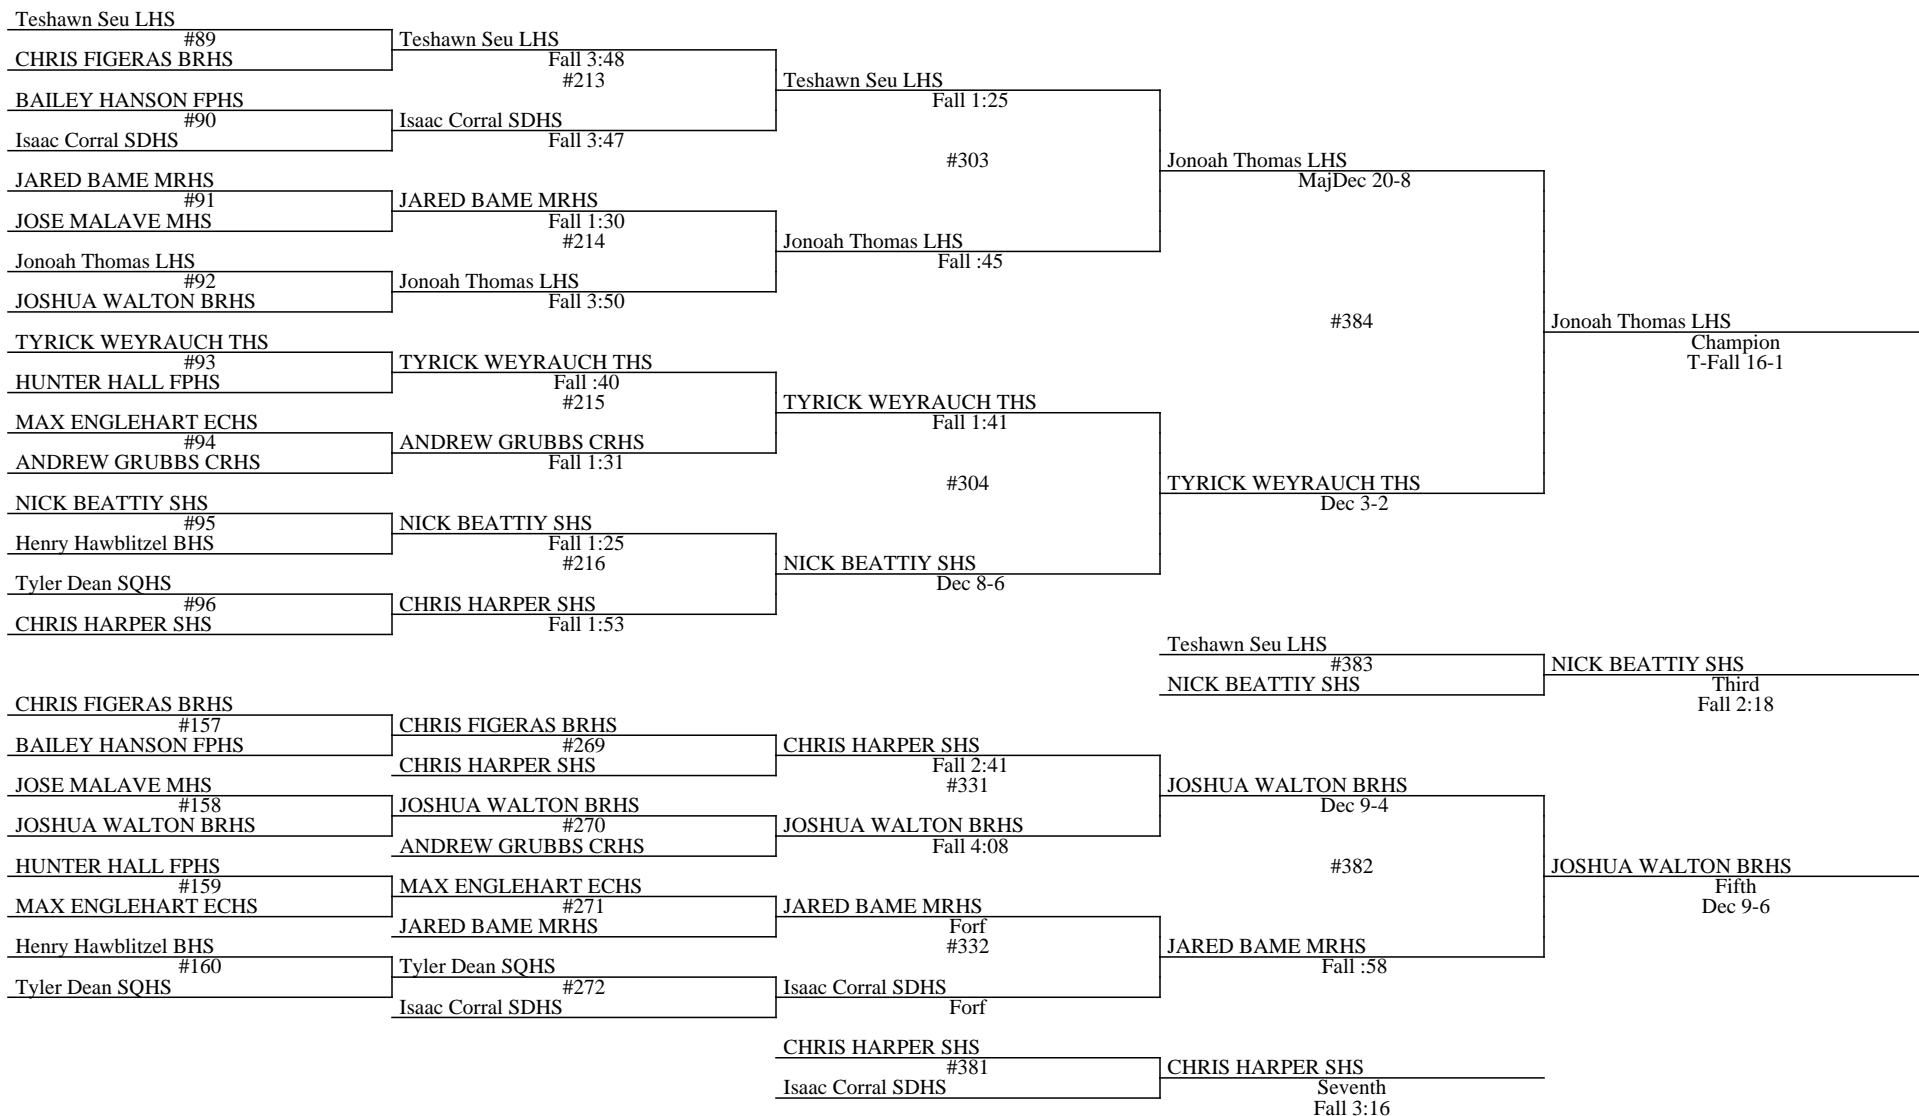 Teshawn Seu LHS
#89
CHRIS FIGERAS BRHS
BAILEY HANSON FPHS
#90
Isaac Corral SDHS
JARED BAME MRHS
#91
JOSE MALAVE MHS
Jonoah Thomas LHS
#92
JOSHUA WALTON BRHS
TYRICK WEYRAUCH THS
#93
HUNTER HALL FPHS
MAX ENGLEHART ECHS
#94
ANDREW GRUBBS CRHS
NICK BEATTIY SHS
#95
Henry Hawblitzel BHS
Tyler Dean SQHS
#96
CHRIS HARPER SHS
Teshawn Seu LHS
Fall 3:48
#213
Isaac Corral SDHS
Fall 3:47
JARED BAME MRHS
Fall 1:30
#214
Jonoah Thomas LHS
Fall 3:50
TYRICK WEYRAUCH THS
Fall :40
#215
ANDREW GRUBBS CRHS
Fall 1:31
NICK BEATTIY SHS
Fall 1:25
#216
CHRIS HARPER SHS
Fall 1:53
Teshawn Seu LHS
Fall 1:25
#303
Jonoah Thomas LHS
Fall :45
TYRICK WEYRAUCH THS
Fall 1:41
#304
NICK BEATTIY SHS
Dec 8-6
Jonoah Thomas LHS
MajDec 20-8
#384
TYRICK WEYRAUCH THS
Dec 3-2
Jonoah Thomas LHS
Champion
T-Fall 16-1
Teshawn Seu LHS
#383
NICK BEATTIY SHS
NICK BEATTIY SHS
Third
Fall 2:18
CHRIS FIGERAS BRHS
#157
BAILEY HANSON FPHS
JOSE MALAVE MHS
#158
JOSHUA WALTON BRHS
HUNTER HALL FPHS
#159
MAX ENGLEHART ECHS
Henry Hawblitzel BHS
#160
Tyler Dean SQHS
CHRIS FIGERAS BRHS
#269
CHRIS HARPER SHS
JOSHUA WALTON BRHS
#270
ANDREW GRUBBS CRHS
MAX ENGLEHART ECHS
#271
JARED BAME MRHS
Tyler Dean SQHS
#272
Isaac Corral SDHS
CHRIS HARPER SHS
Fall 2:41
#331
JOSHUA WALTON BRHS
Fall 4:08
JARED BAME MRHS
Forf
#332
Isaac Corral SDHS
Forf
JOSHUA WALTON BRHS
Dec 9-4
#382
JARED BAME MRHS
Fall :58
JOSHUA WALTON BRHS
Fifth
Dec 9-6
CHRIS HARPER SHS
#381
Isaac Corral SDHS
CHRIS HARPER SHS
Seventh
Fall 3:16